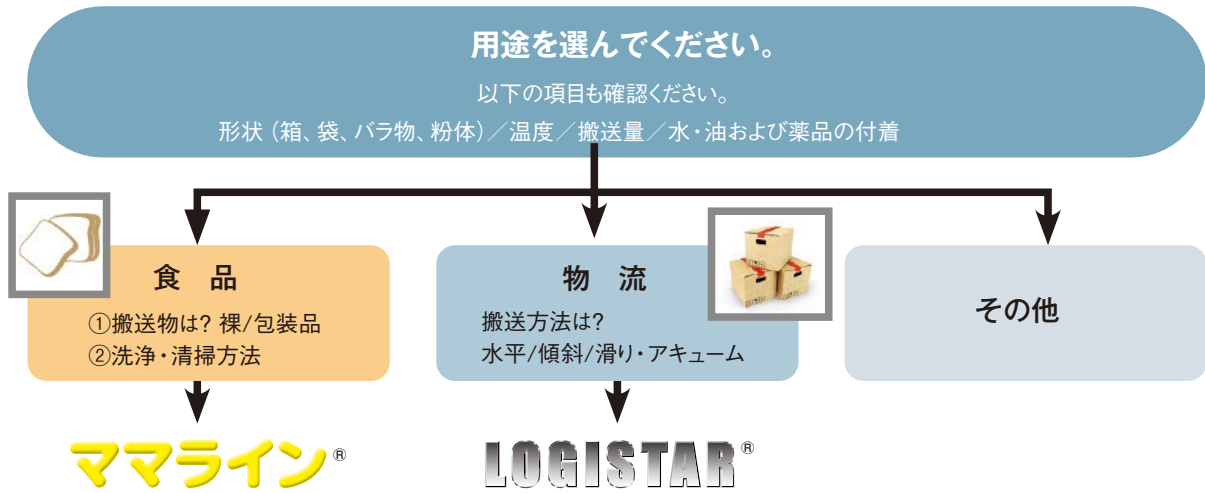 用途を選んでください。
以下の項目も確認ください。
形状（箱、袋、バラ物、粉体）／温度／搬送量／水・油および薬品の付着
食 品
①搬送物は? 裸/包装品
②洗浄・清掃方法
物 流
搬送方法は?
水平/傾斜/滑り・アキューム
その他
ママライン®
LOGISTAR®